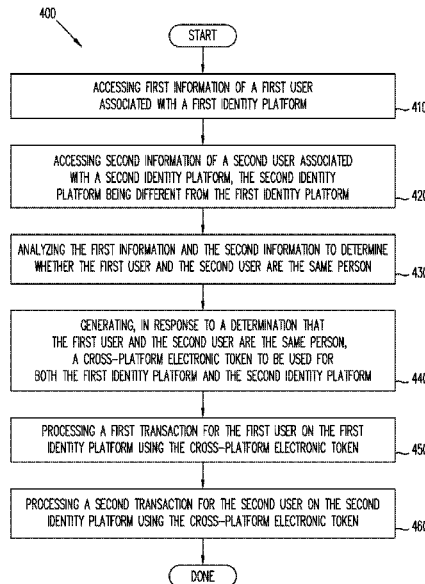 400
START
ACCESSING FIRST INFORMATION OF A FIRST USER
ASSOCIATED WITH A FIRST IDENTITY PLATFORM
410
ACCESSING SECOND INFORMATION OF A SECOND USER ASSOCIATED
WITH A SECOND IDENTITY PLATFORM, THE SECOND IDENTITY
PLATFORM BEING DIFFERENT FROM THE FIRST IDENTITY PLATFORM
420
ANALYZING THE FIRST INFORMATION AND THE SECOND INFORMATION TO DETERMINE
WHETHER THE FIRST USER AND THE SECOND USER ARE THE SAME PERSON
430
GENERATING, IN RESPONSE TO A DETERMINATION THAT
THE FIRST USER AND THE SECOND USER ARE THE SAME PERSON,
A CROSS-PLATFORM ELECTRONIC TOKEN TO BE USED FOR
BOTH THE FIRST IDENTITY PLATFORM AND THE SECOND IDENTITY PLATFORM
440
PROCESSING A FIRST TRANSACTION FOR THE FIRST USER ON THE FIRST
IDENTITY PLATFORM USING THE CROSS-PLATFORM ELECTRONIC TOKEN
450
PROCESSING A SECOND TRANSACTION FOR THE SECOND USER ON THE SECOND
IDENTITY PLATFORM USING THE CROSS-PLATFORM ELECTRONIC TOKEN
460
DONE